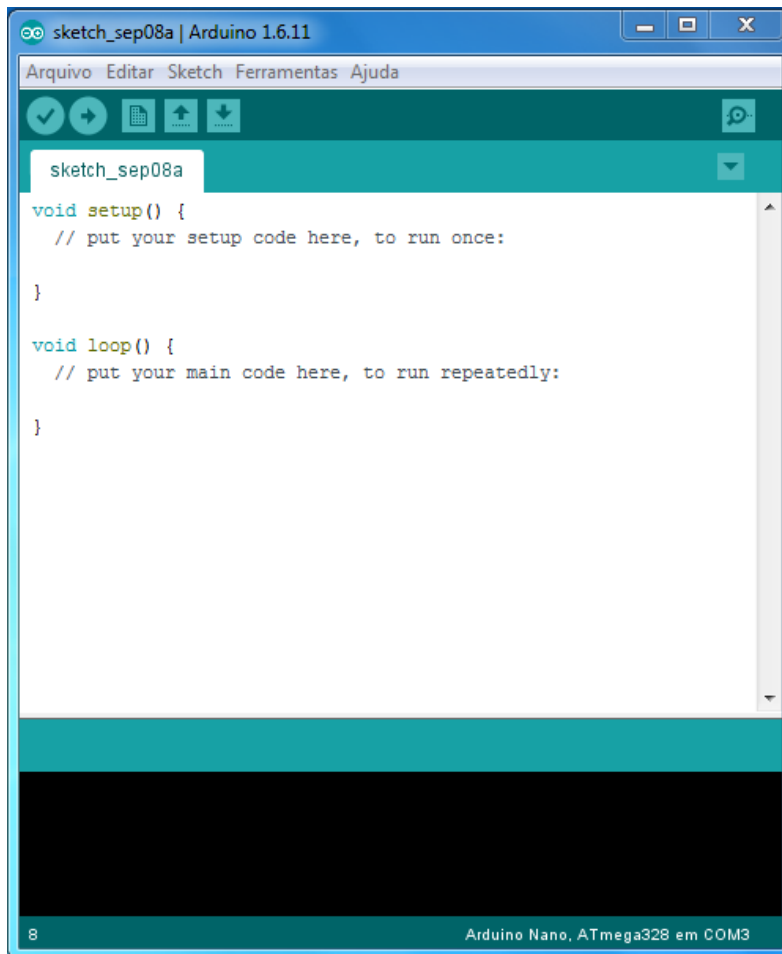 sketch_sep08a | Arduino 1.6.11
Arquivo Editar Sketch Ferramentas Ajuda
sketch_sep08a
void setup() {
  // put your setup code here, to run once:
}
void loop() {
  // put your main code here, to run repeatedly:
}
8 Arduino Nano, ATmega328 em COM3